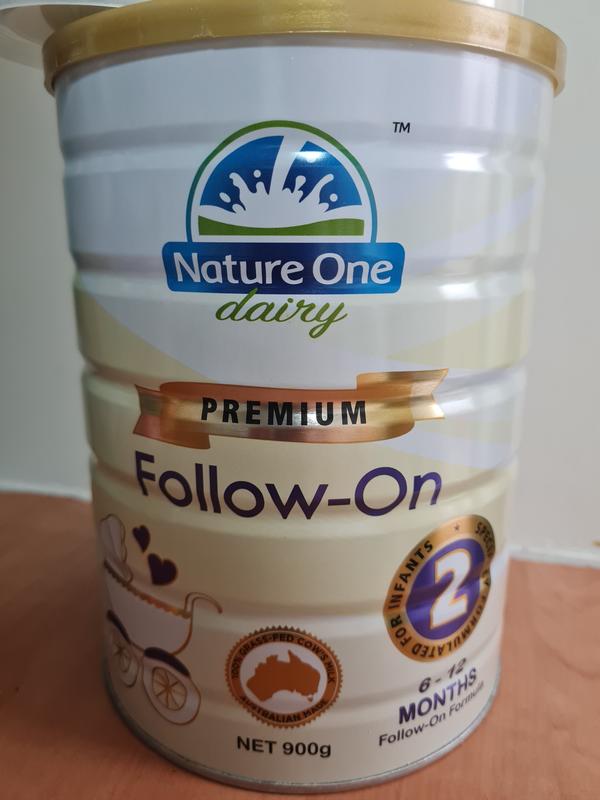 TM
Nature One
dairy
PREMIUM
Follow-On
SPECIALLY FORMULATED FOR INFANTS
2
6 - 12
MONTHS
Follow-On Formula
100% GRASS-FED COW'S MILK
AUSTRALIAN MADE
NET 900g